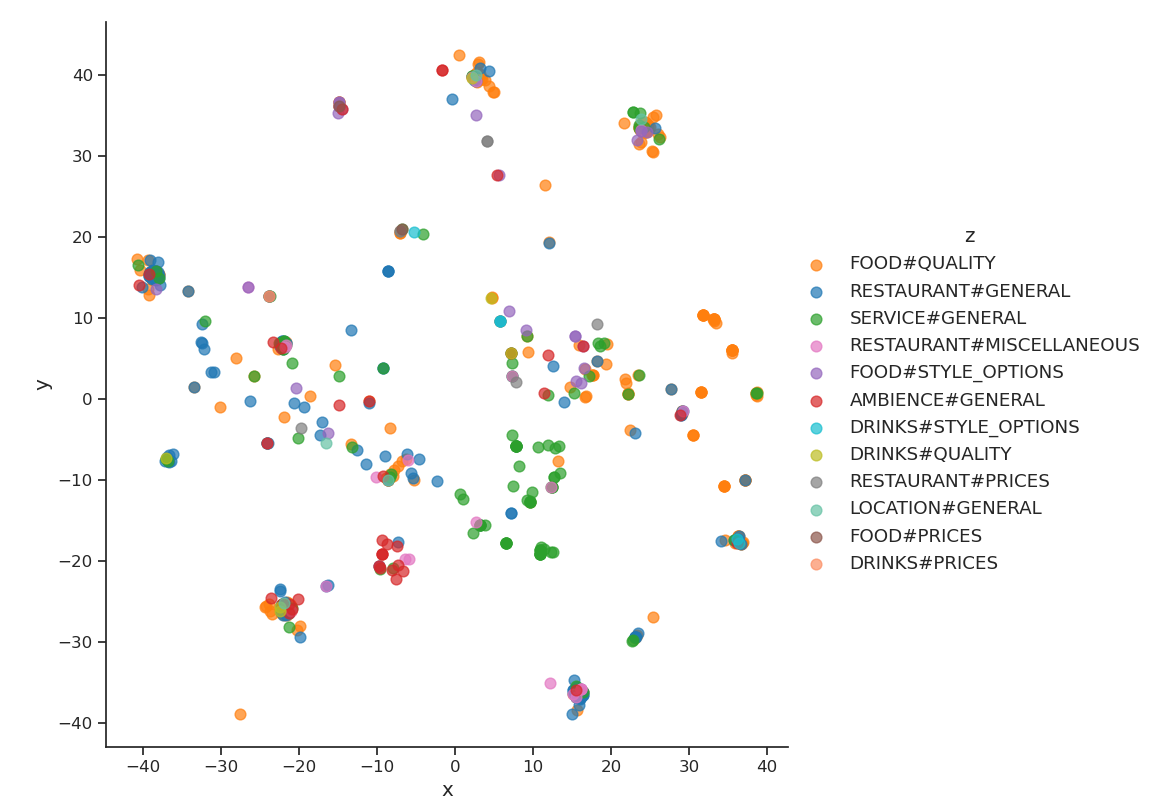 40
30
20
10
0
−10
−20
−30
−40
y
−40
−30
−20
−10
0
10
20
30
40
x
z
FOOD#QUALITY
RESTAURANT#GENERAL
SERVICE#GENERAL
RESTAURANT#MISCELLANEOUS
FOOD#STYLE_OPTIONS
AMBIENCE#GENERAL
DRINKS#STYLE_OPTIONS
DRINKS#QUALITY
RESTAURANT#PRICES
LOCATION#GENERAL
FOOD#PRICES
DRINKS#PRICES